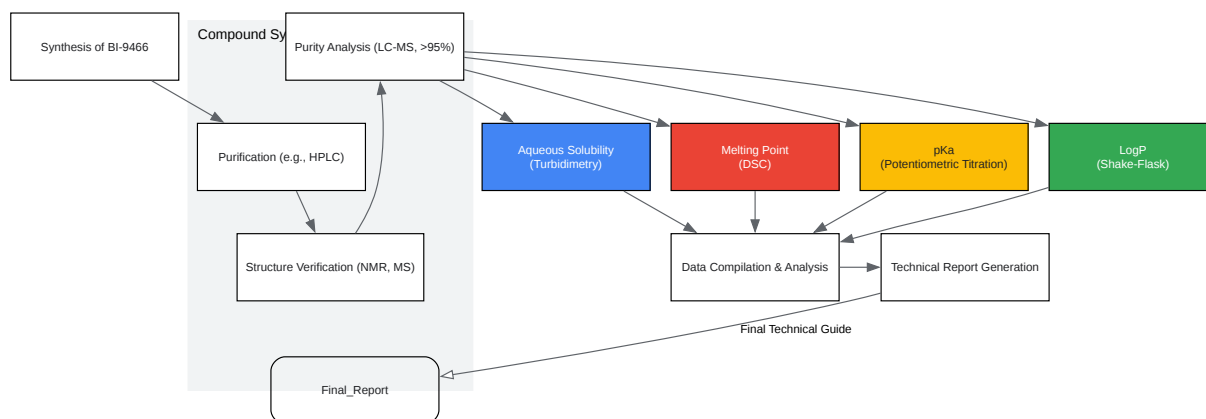 Compound Sy
Synthesis of BI-9466
Purity Analysis (LC-MS, >95%)
Purification (e.g., HPLC)
Aqueous Solubility
(Turbidimetry)
Melting Point
(DSC)
pKa
(Potentiometric Titration)
LogP
(Shake-Flask)
Structure Verification (NMR, MS)
Data Compilation & Analysis
Technical Report Generation
Final Technical Guide
Final_Report